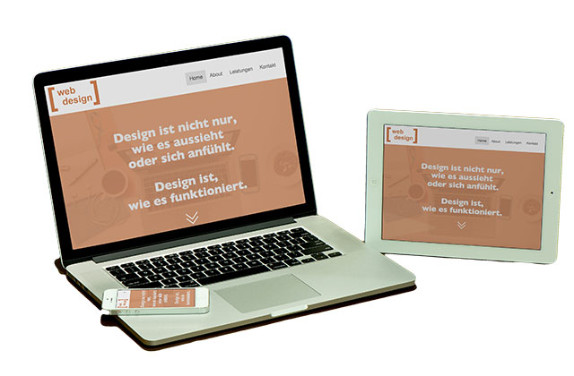 [ web
design ]
Home About Leistungen Kontakt
Design ist nicht nur,
wie es aussieht
oder sich anfühlt.
Design ist,
wie es funktioniert.
[ web
design ]
Home About Leistungen Kontakt
Design ist nicht nur,
wie es aussieht
oder sich anfühlt.
Design ist,
wie es funktioniert.